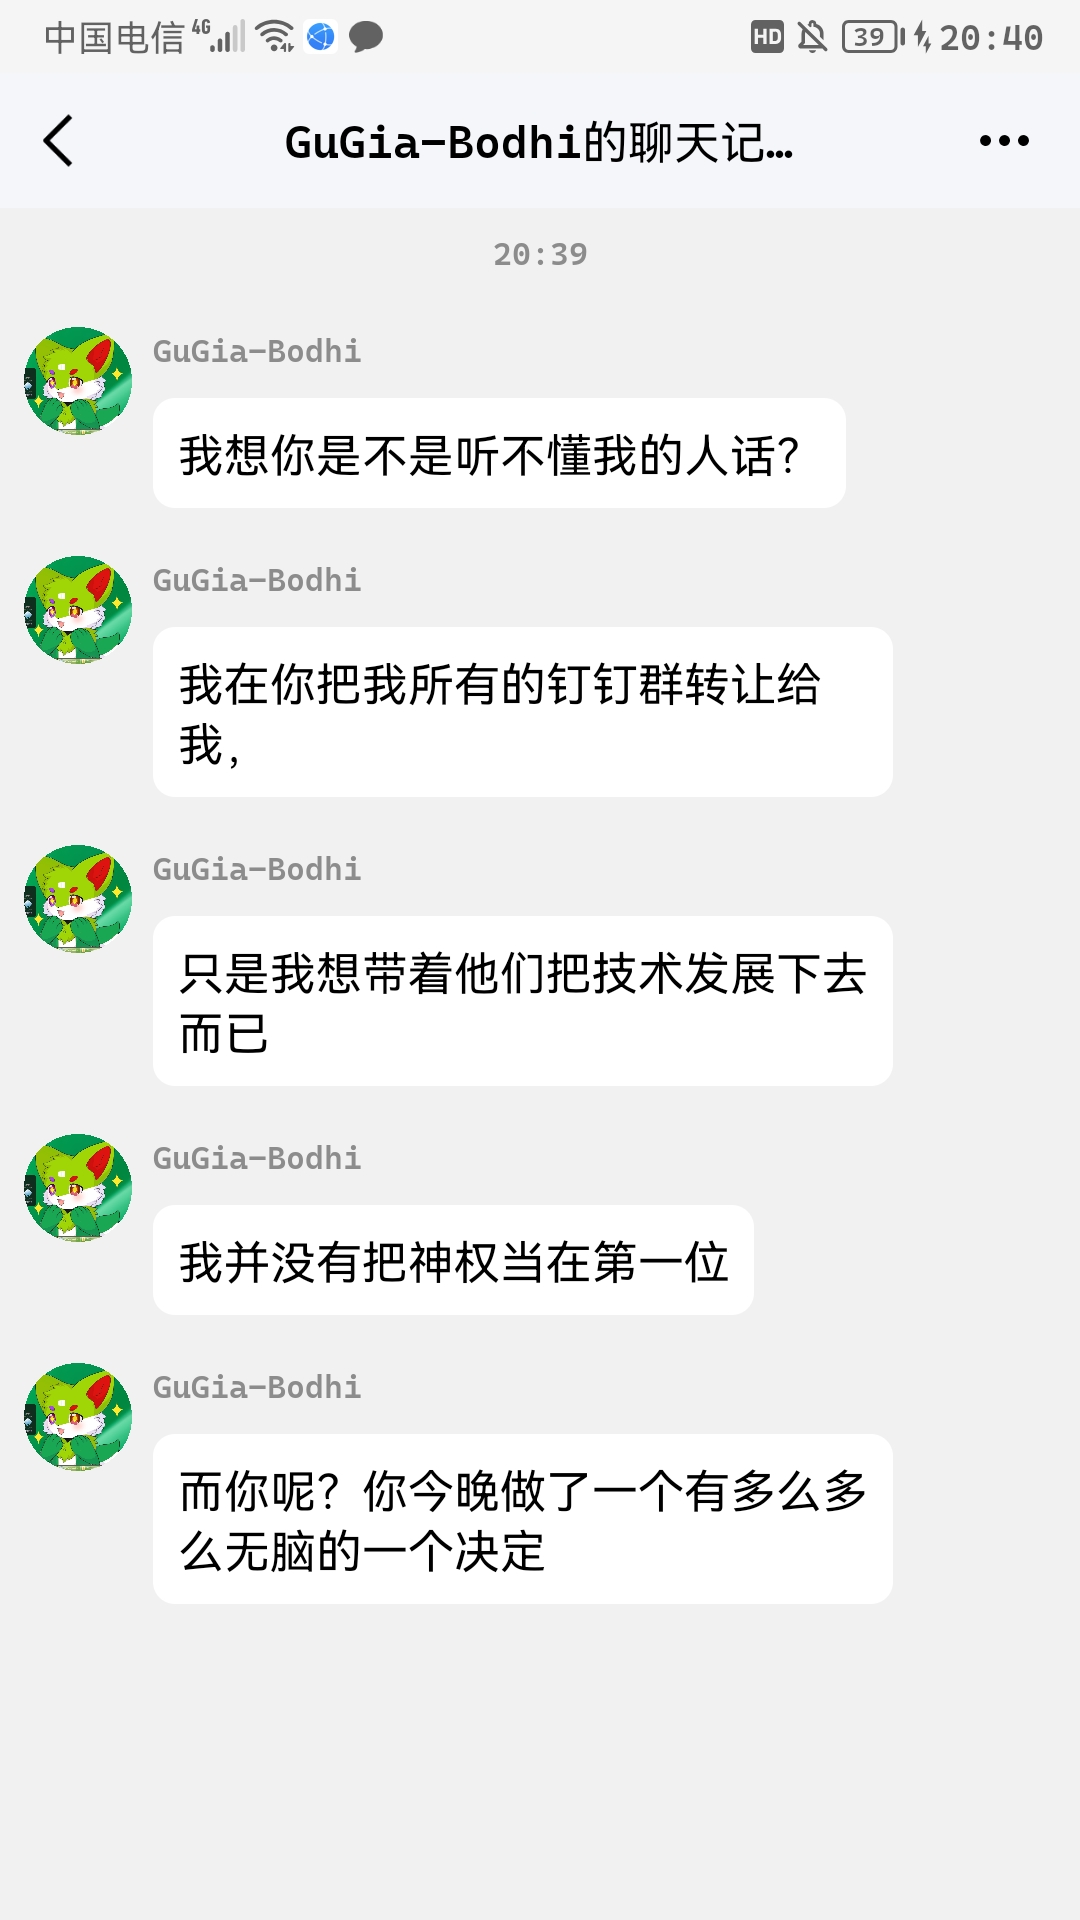 中国电信 4G HD 39 20:40
GuGia-Bodhi的聊天记...
20:39
GuGia-Bodhi
我想你是不是听不懂我的人话？
GuGia-Bodhi
我在你把我所有的钉钉群转让给
我，
GuGia-Bodhi
只是我想带着他们把技术发展下去
而已
GuGia-Bodhi
我并没有把神权当在第一位
GuGia-Bodhi
而你呢？你今晚做了一个有多么多
么无脑的一个决定